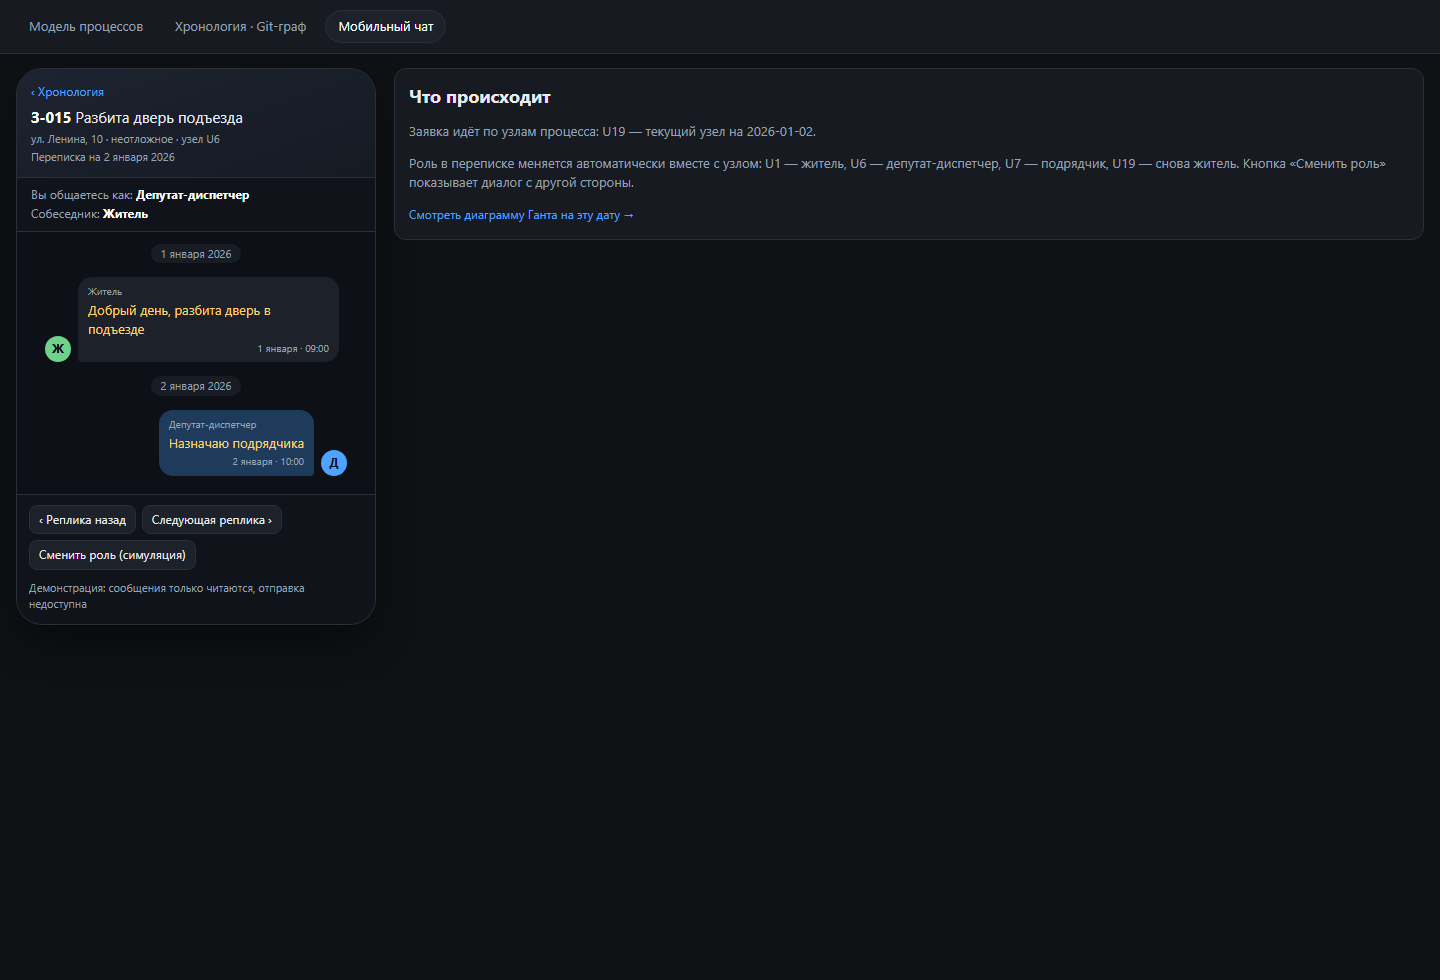 Модель процессов
Хронология · Git-граф
Мобильный чат
‹ Хронология
З-015 Разбита дверь подъезда
ул. Ленина, 10 · неотложное · узел U6
Переписка на 2 января 2026
Вы общаетесь как: Депутат-диспетчер
Собеседник: Житель
1 января 2026
Житель
Добрый день, разбита дверь в
подъезде
1 января · 09:00
Ж
2 января 2026
Депутат-диспетчер
Назначаю подрядчика
2 января · 10:00
Д
‹ Реплика назад
Следующая реплика ›
Сменить роль (симуляция)
Демонстрация: сообщения только читаются, отправка
недоступна
Что происходит
Заявка идёт по узлам процесса: U19 — текущий узел на 2026-01-02.
Роль в переписке меняется автоматически вместе с узлом: U1 — житель, U6 — депутат-диспетчер, U7 — подрядчик, U19 — снова житель. Кнопка «Сменить роль»
показывает диалог с другой стороны.
Смотреть диаграмму Ганта на эту дату →